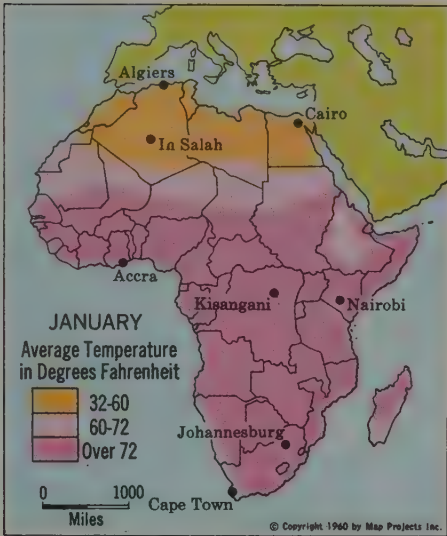 Algiers
Cairo
In Salah
Accra
Kisangani
Nairobi
JANUARY
Average Temperature
in Degrees Fahrenheit
32-60
60-72
Over 72
Johannesburg
0 1000
Miles
Cape Town
© Copyright 1960 by Map Projects Inc.